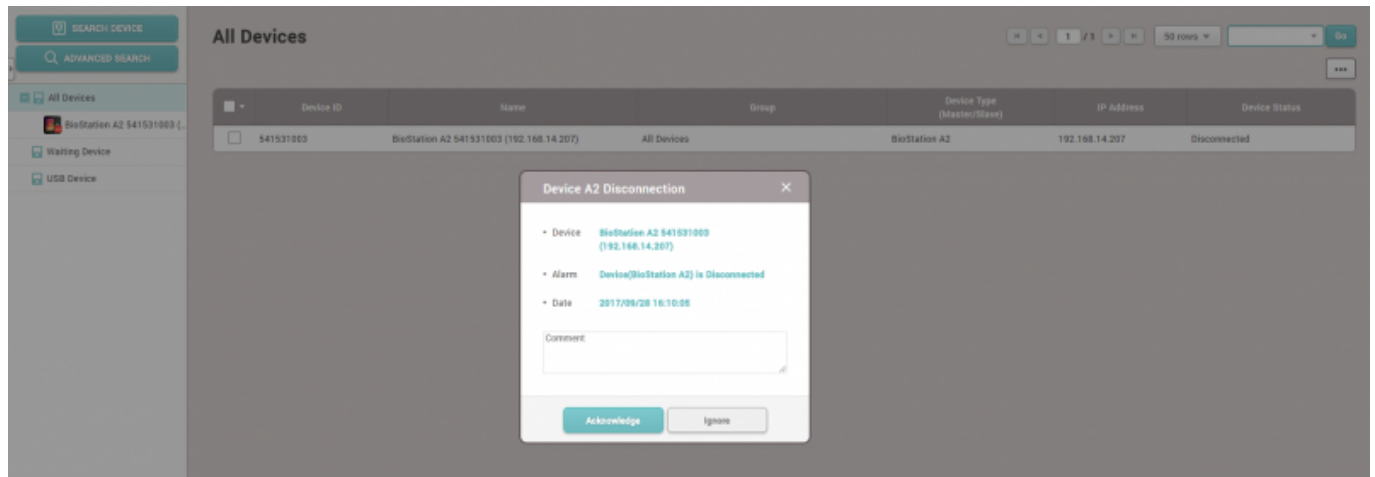 SEARCH DEVICE
ADVANCED SEARCH
All Devices
BioStation A2 541531003 (..
Waiting Device
USB Device
All Devices
1 / 1
50 rows
Go
Device ID
Name
Group
Device Type
(Master/Slave)
IP Address
Device Status
541531003
BioStation A2 541531003 (192.168.14.207)
All Devices
BioStation A2
192.168.14.207
Disconnected
Device A2 Disconnection
• Device
BioStation A2 541531003
(192.168.14.207)
• Alarm
Device(BioStation A2) is Disconnected
• Date
2017/09/28 16:10:05
Comment
Acknowledge
Ignore